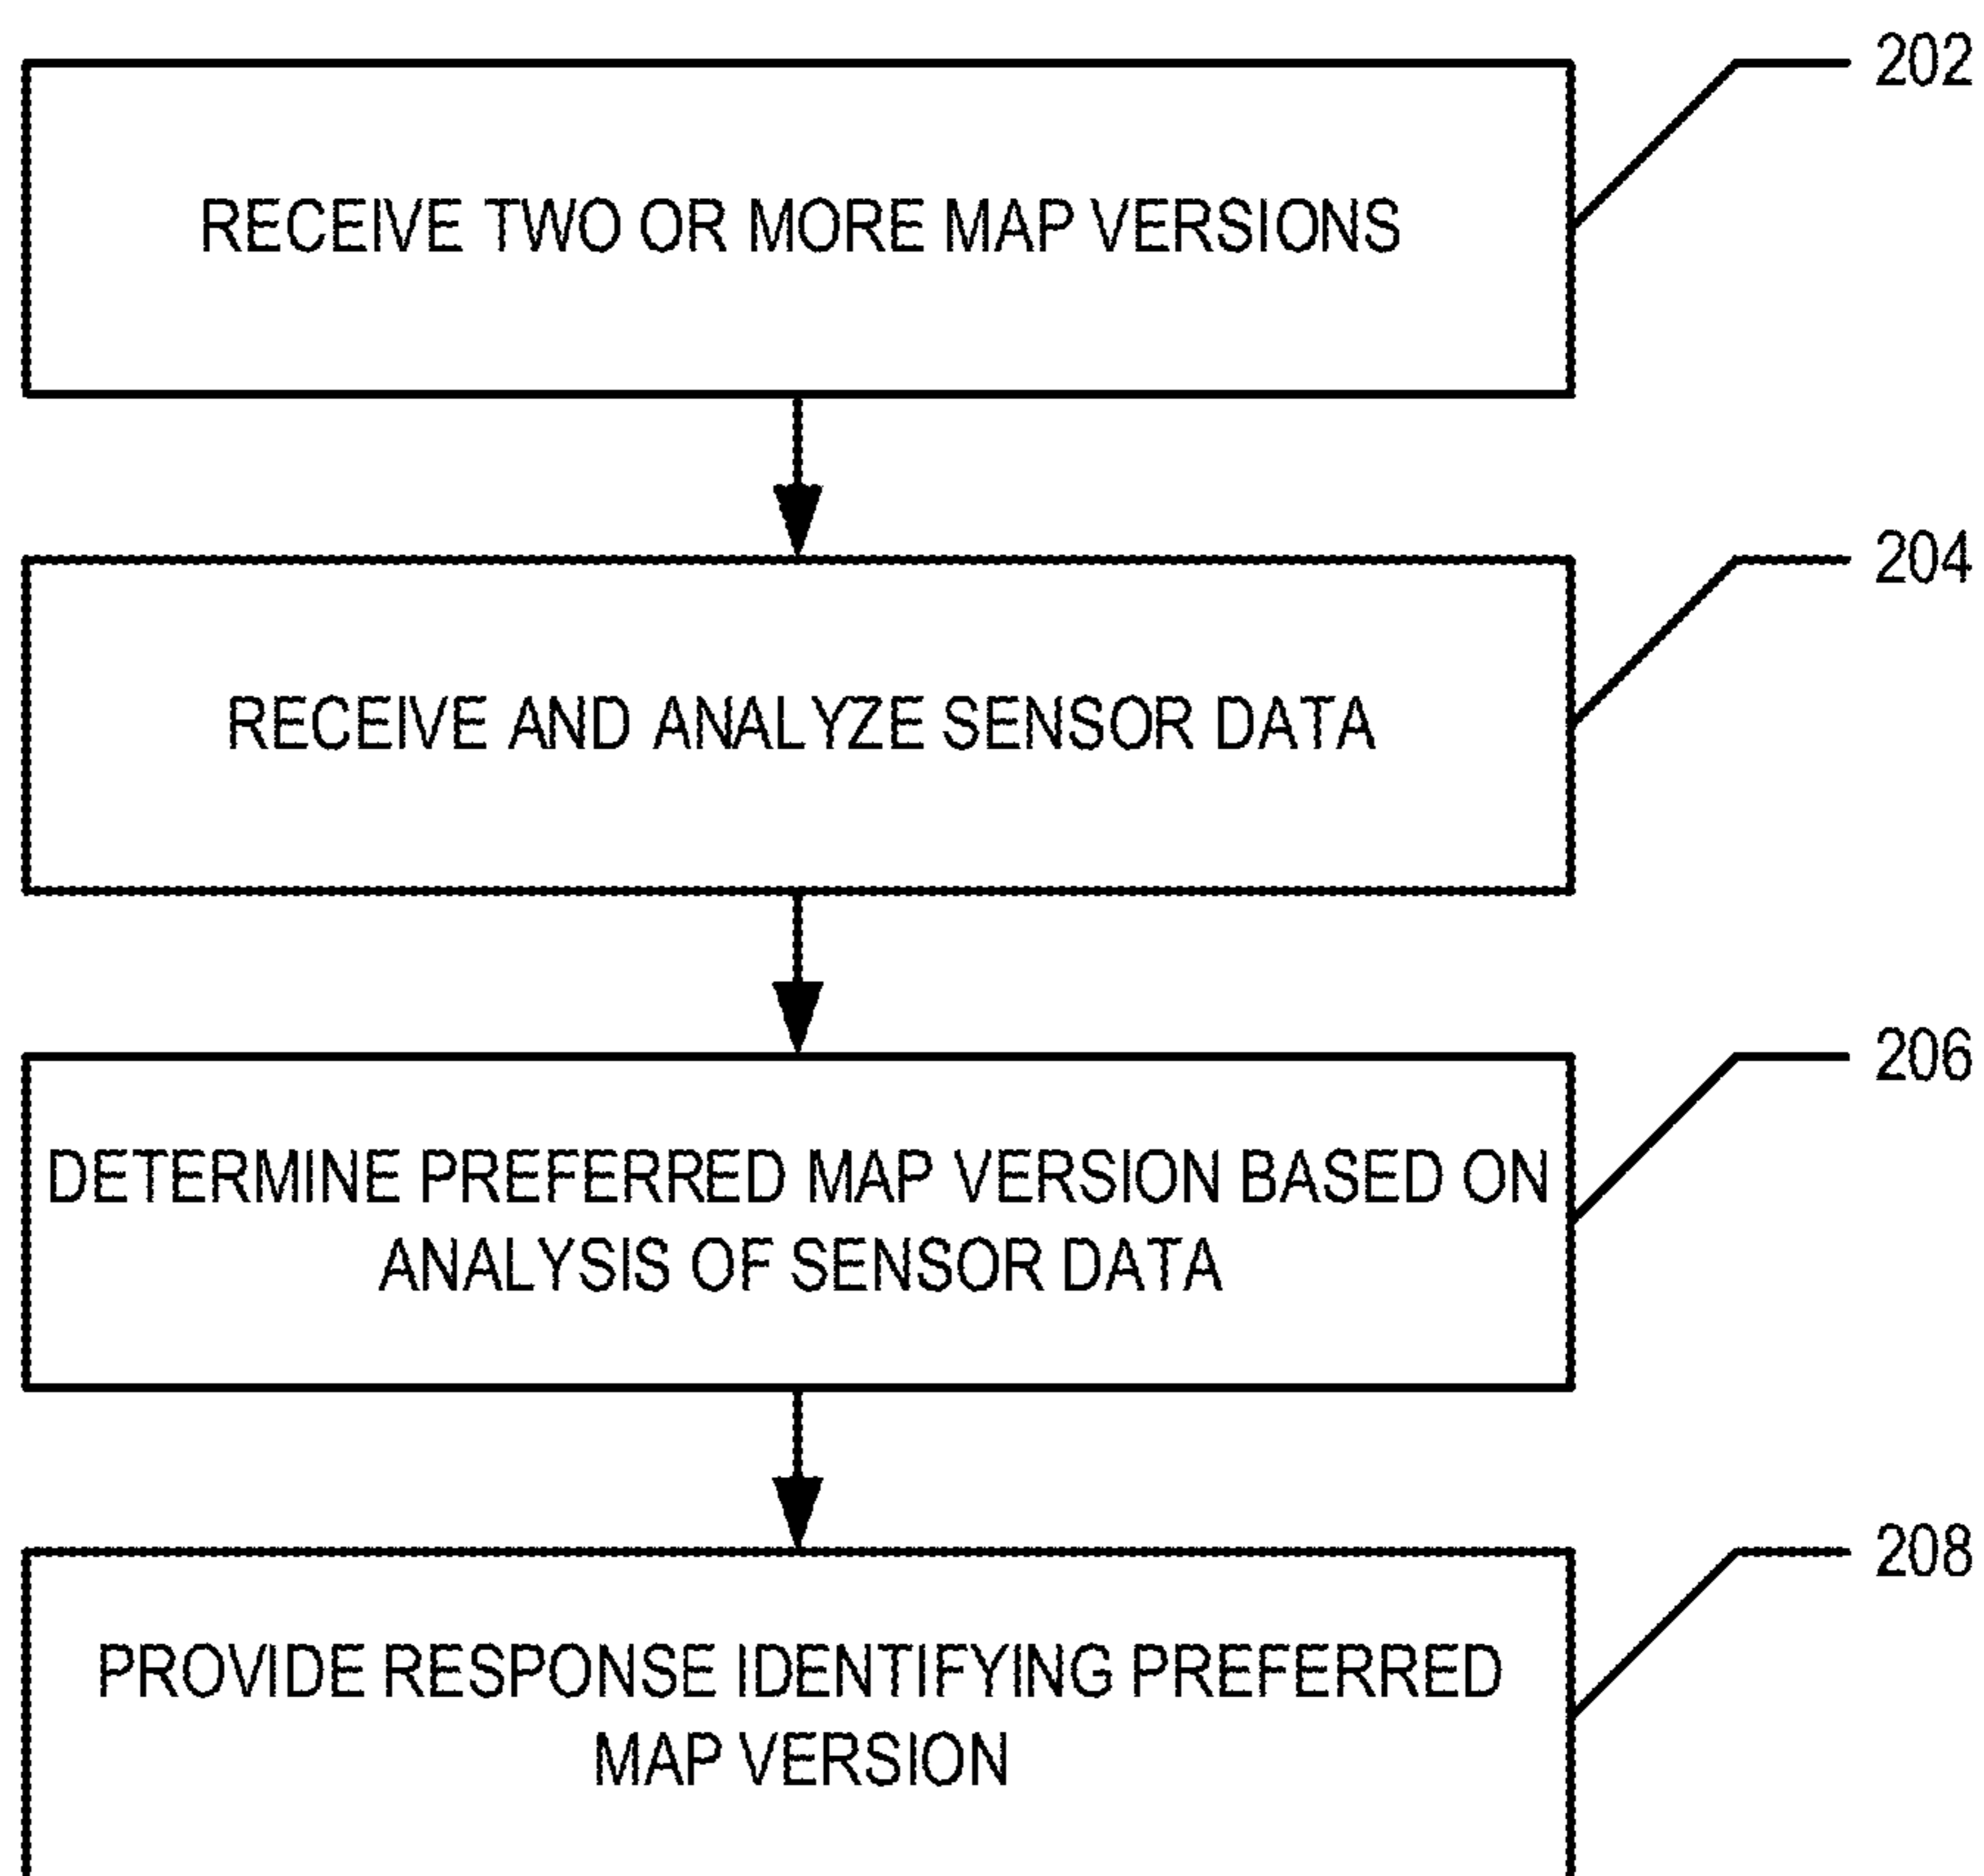 202
RECEIVE TWO OR MORE MAP VERSIONS
204
RECEIVE AND ANALYZE SENSOR DATA
206
DETERMINE PREFERRED MAP VERSION BASED ON
ANALYSIS OF SENSOR DATA
208
PROVIDE RESPONSE IDENTIFYING PREFERRED
MAP VERSION